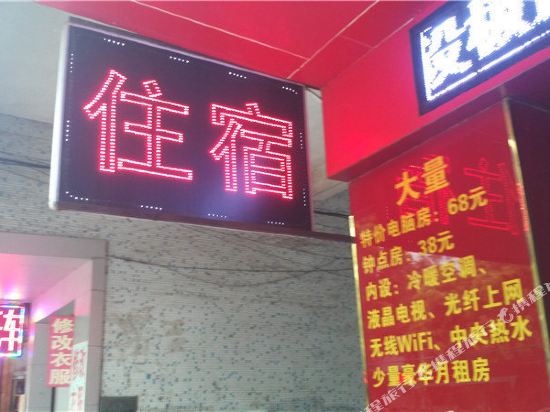 住宿
大量
特价电脑房：68元
钟点房：38元
内设：冷暖空调、
液晶电视、光纤上网
无线WiFi、中央热水
少量豪华月租房
修改衣服